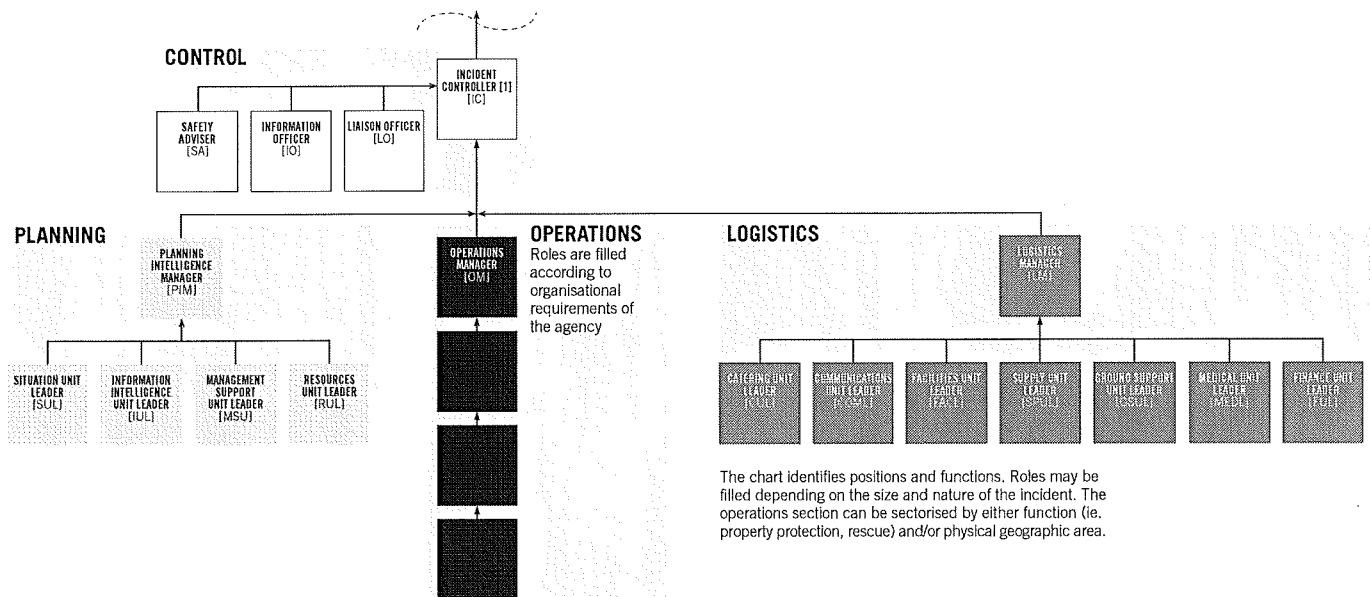 CONTROL
INCIDENT
CONTROLLER [1]
[IC]
SAFETY
ADVISER
[SA]
INFORMATION
OFFICER
[IO]
LIAISON OFFICER
[LO]
PLANNING
PLANNING
INTELLIGENCE
MANAGER
[PIM]
SITUATION UNIT
LEADER
[SUL]
INFORMATION
INTELLIGENCE
UNIT LEADER
[IUL]
MANAGEMENT
SUPPORT
UNIT LEADER
[MSU]
RESOURCES
UNIT LEADER
[RUL]
OPERATIONS
MANAGER
[OM]
OPERATIONS
Roles are filled
according to
organisational
requirements of
the agency
LOGISTICS
LOGISTICS
MANAGER
CATERING UNIT
LEADER
COMMUNICATIONS
UNIT LEADER
FACILITIES UNIT
LEADER
SUPPLY UNIT
LEADER
GROUND SUPPORT
UNIT LEADER
MEDICAL UNIT
LEADER
FINANCE UNIT
LEADER
The chart identifies positions and functions. Roles may be
filled depending on the size and nature of the incident. The
operations section can be sectorised by either function (ie.
property protection, rescue) and/or physical geographic area.